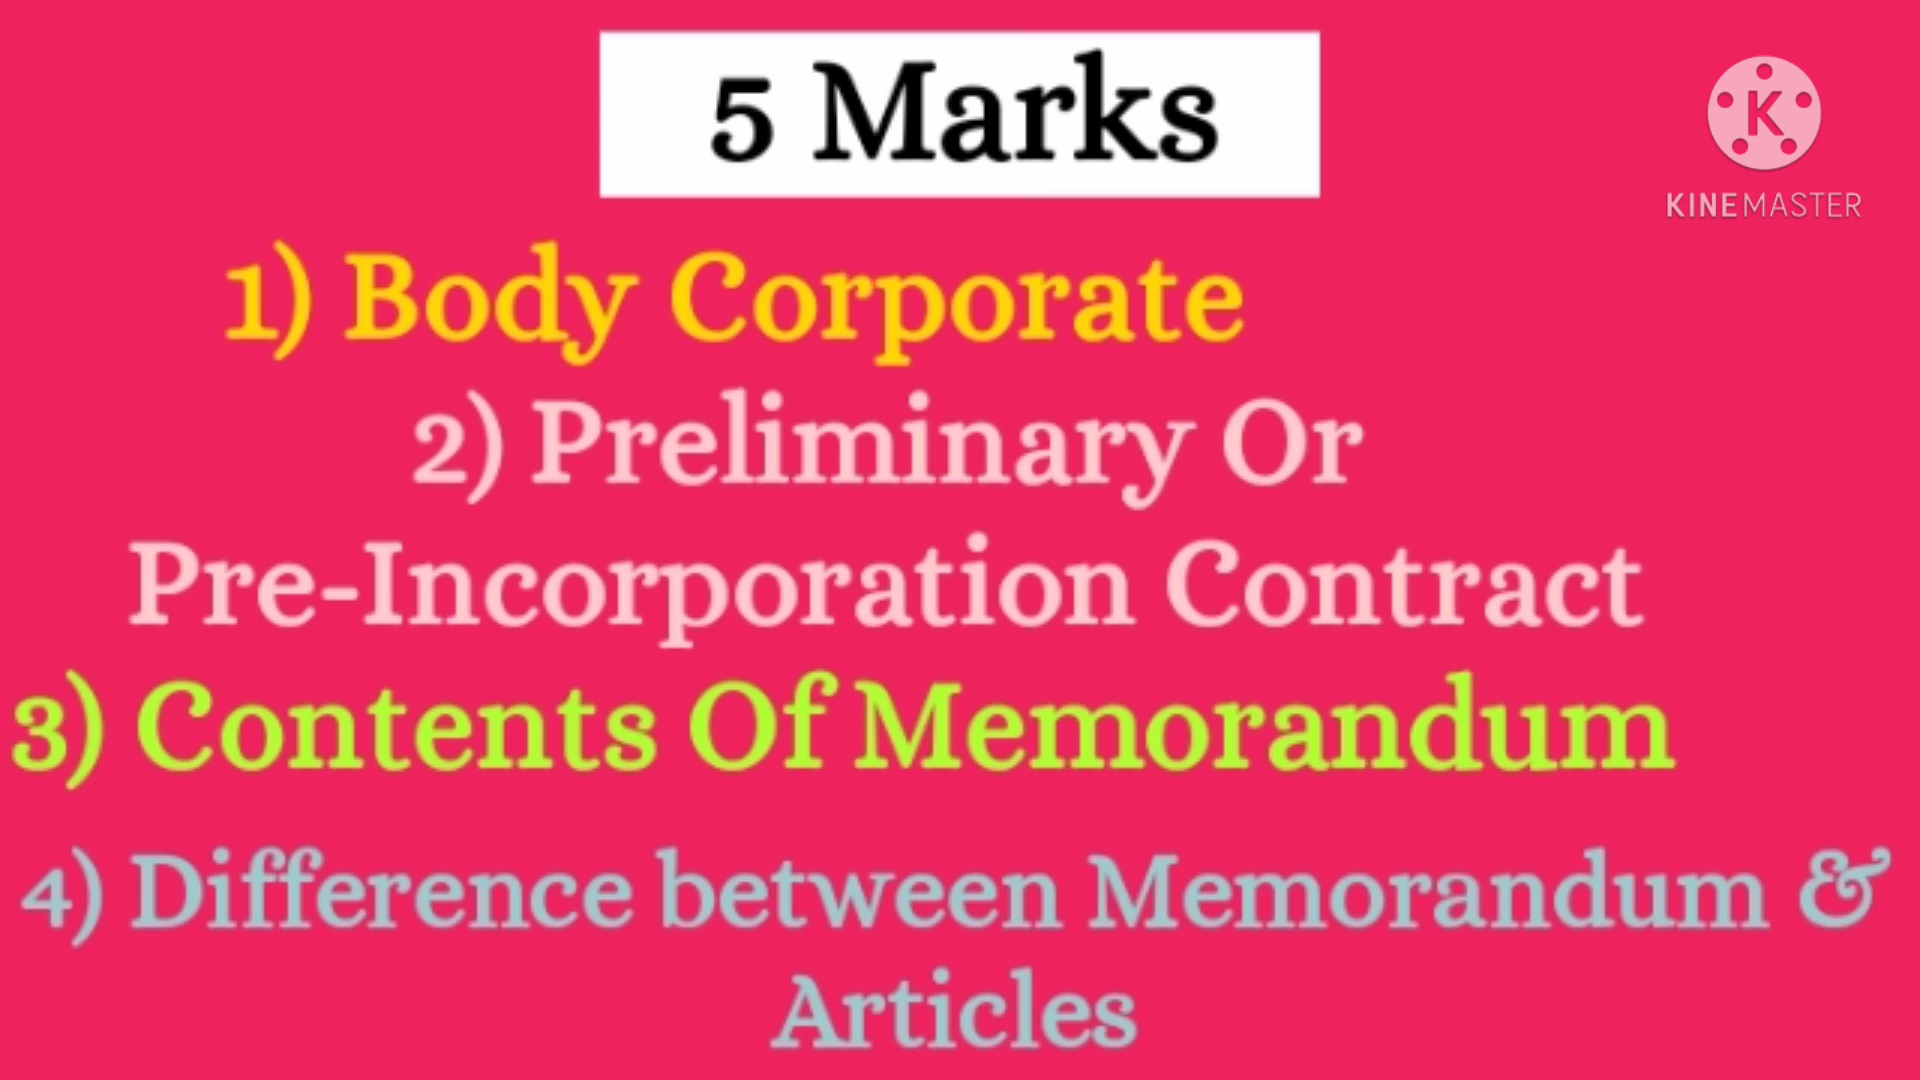 5 Marks
K
KINEMASTER
1) Body Corporate
2) Preliminary Or
Pre-Incorporation Contract
3) Contents Of Memorandum
4) Difference between Memorandum &
Articles